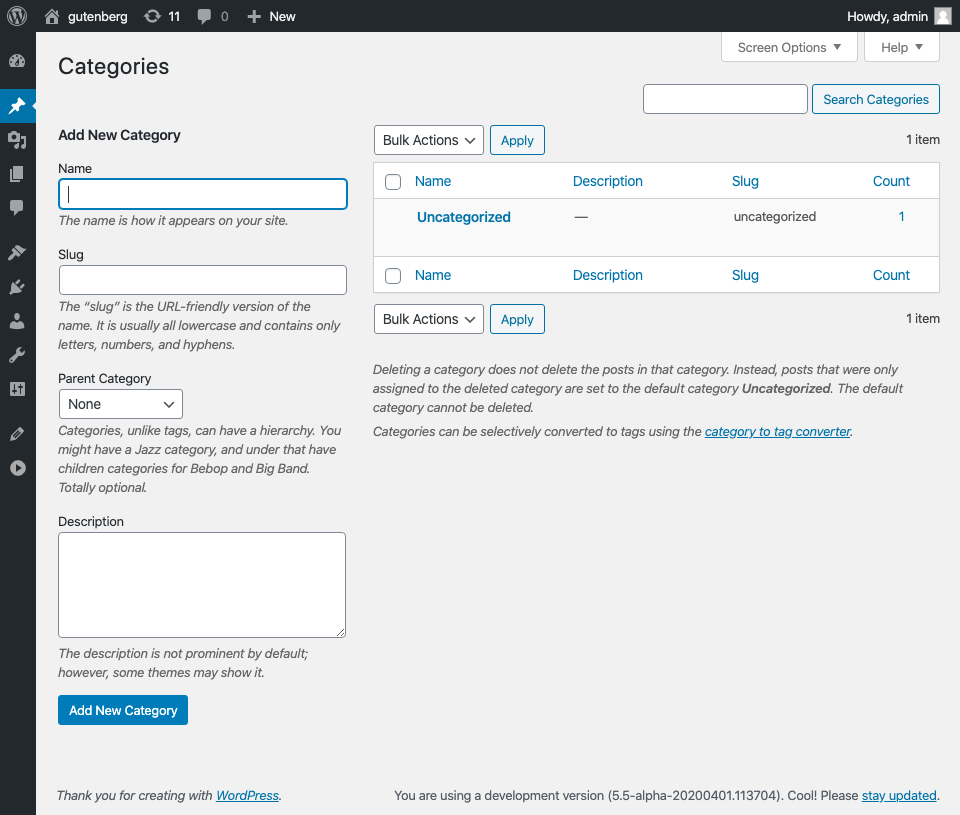 gutenberg 11 0 New Howdy, admin
Screen Options Help
Categories
Search Categories
Add New Category
Name
The name is how it appears on your site.
Slug
The “slug” is the URL-friendly version of the
name. It is usually all lowercase and contains only
letters, numbers, and hyphens.
Parent Category
None
Categories, unlike tags, can have a hierarchy. You
might have a Jazz category, and under that have
children categories for Bebop and Big Band.
Totally optional.
Description
The description is not prominent by default;
however, some themes may show it.
Add New Category
Bulk Actions Apply 1 item
Name Description Slug Count
Uncategorized — uncategorized 1
Name Description Slug Count
Bulk Actions Apply 1 item
Deleting a category does not delete the posts in that category. Instead, posts that were only
assigned to the deleted category are set to the default category Uncategorized. The default
category cannot be deleted.
Categories can be selectively converted to tags using the category to tag converter.
Thank you for creating with WordPress. You are using a development version (5.5-alpha-20200401.113704). Cool! Please stay updated.